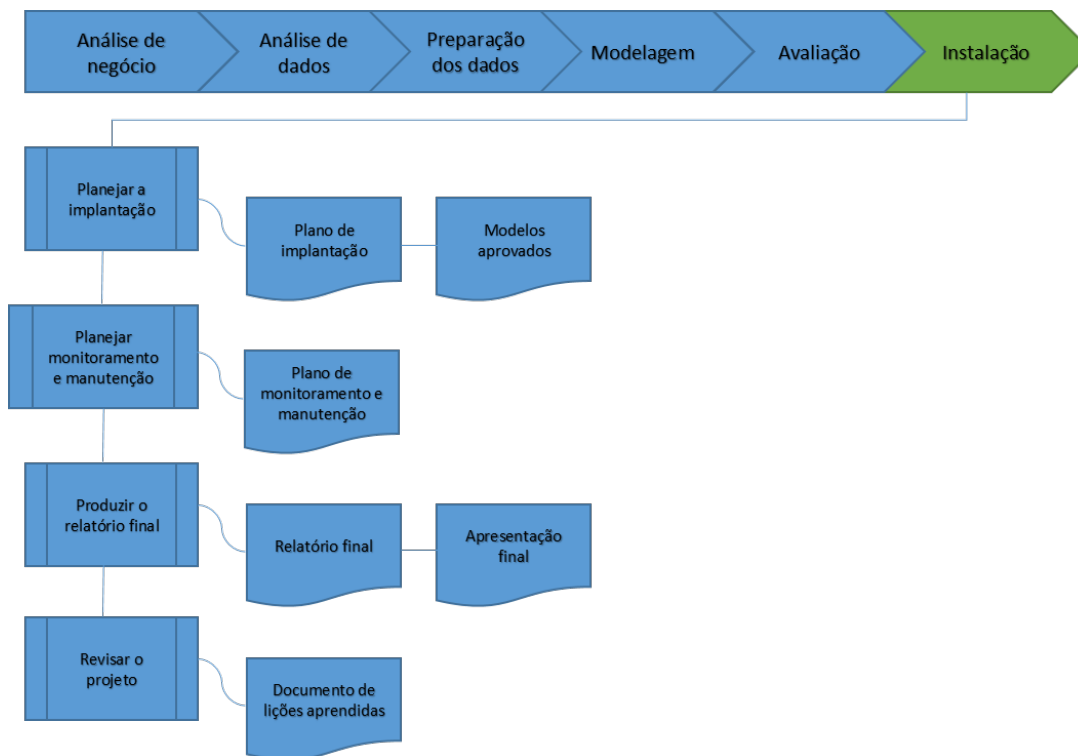 Análise de
negócio
Análise de
dados
Preparação
dos dados
Modelagem
Avaliação
Instalação
Planejar a
implantação
Plano de
implantação
Modelos
aprovados
Planejar
monitoramento
e manutenção
Plano de
monitoramento e
manutenção
Produzir o
relatório final
Relatório final
Apresentação
final
Revisar o
projeto
Documento de
lições aprendidas